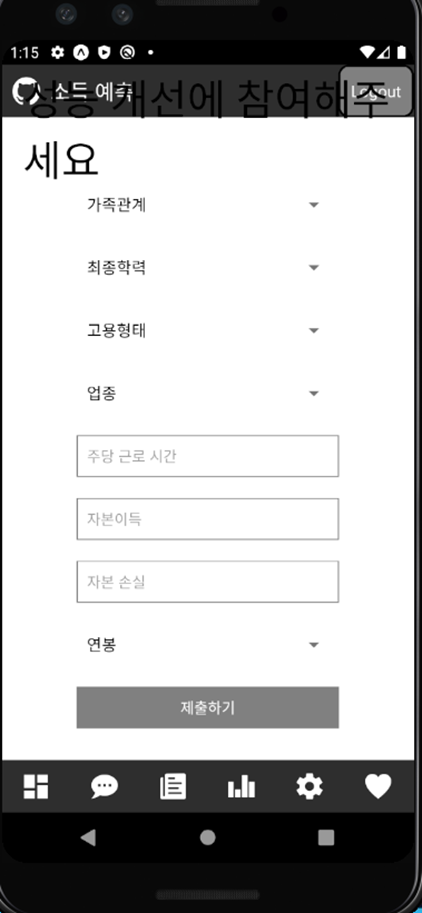 1:15
소득 예측
Logout
성능 개선에 참여해주
세요
가족관계
최종학력
고용형태
업종
주당 근로 시간
자본이득
자본 손실
연봉
제출하기